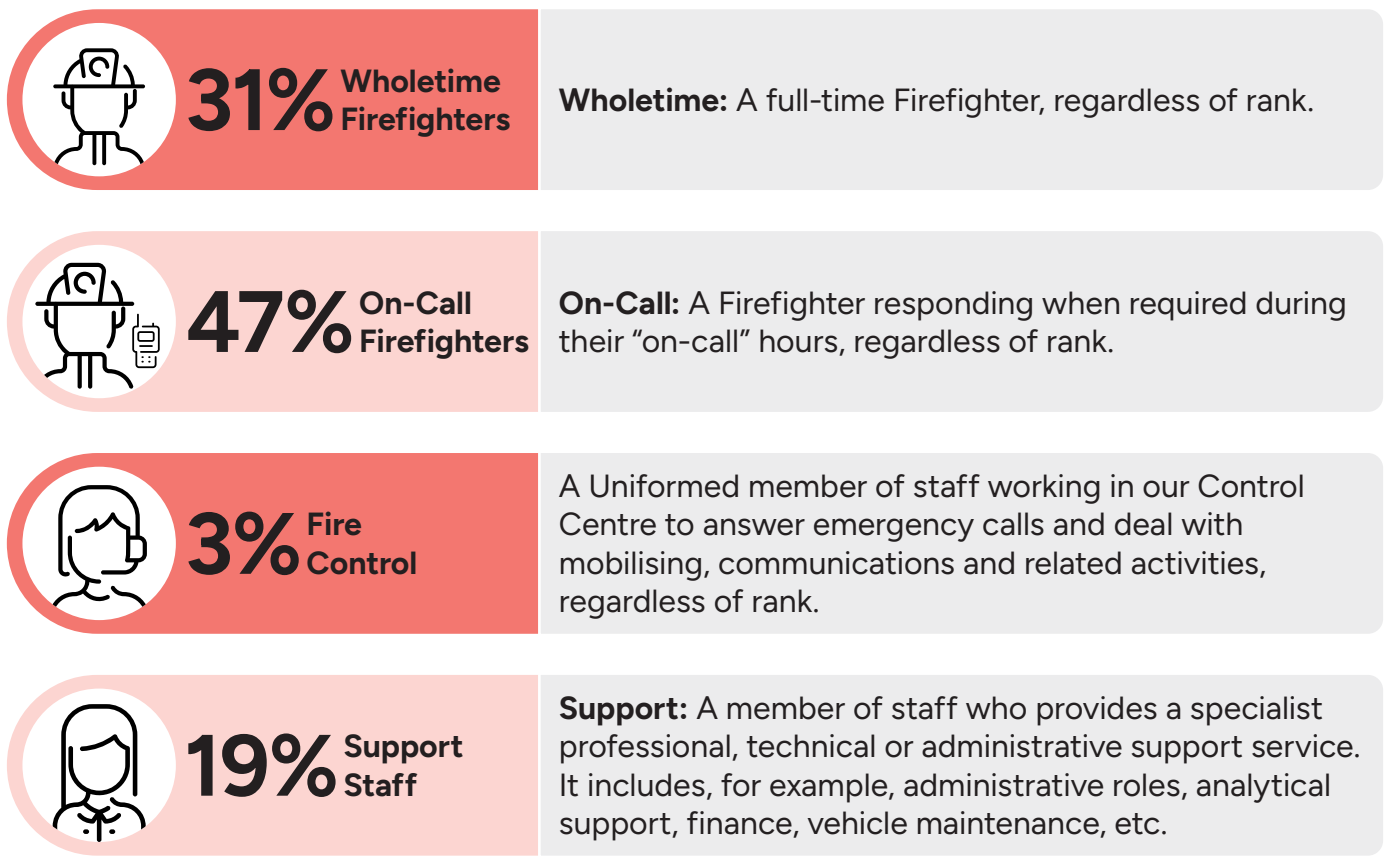 31% Wholetime
Firefighters
Wholetime: A full-time Firefighter, regardless of rank.
47% On-Call
Firefighters
On-Call: A Firefighter responding when required during
their “on-call” hours, regardless of rank.
3% Fire
Control
A Uniformed member of staff working in our Control
Centre to answer emergency calls and deal with
mobilising, communications and related activities,
regardless of rank.
19% Support
Staff
Support: A member of staff who provides a specialist
professional, technical or administrative support service.
It includes, for example, administrative roles, analytical
support, finance, vehicle maintenance, etc.